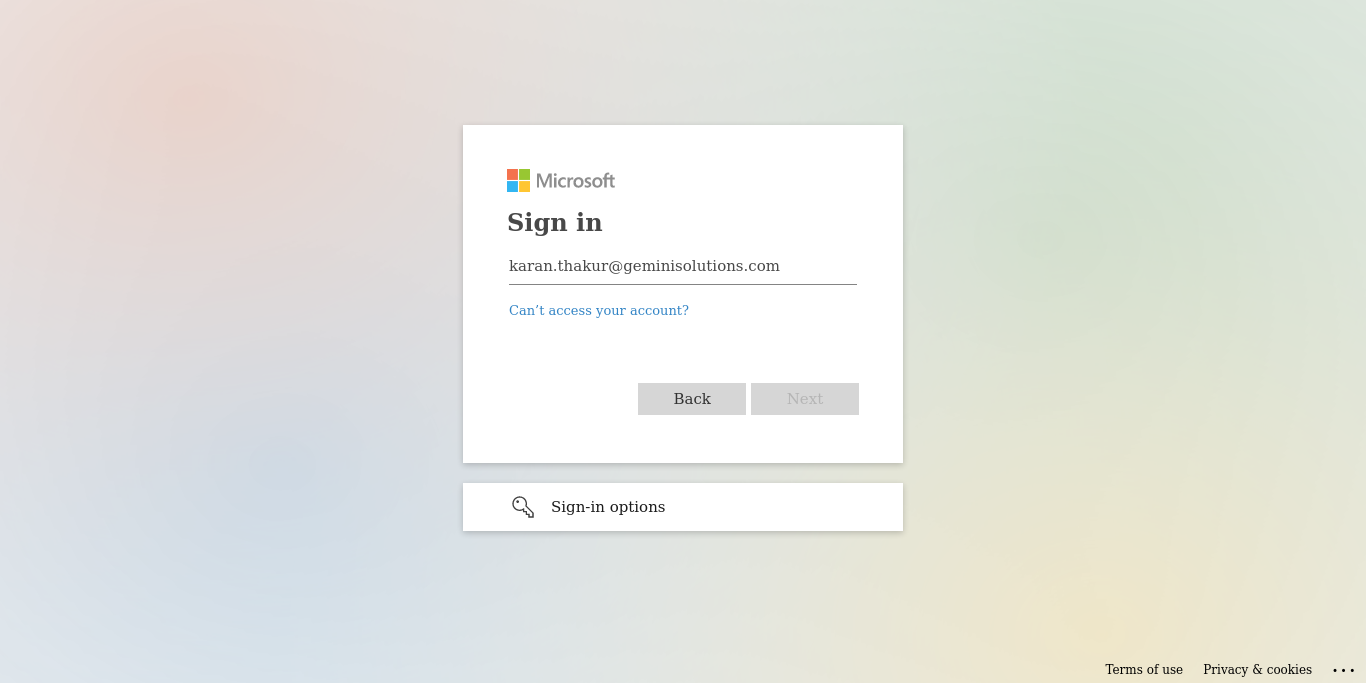 Microsoft
Sign in
karan.thakur@geminisolutions.com
Can't access your account?
Back
Next
Sign-in options
Terms of use
Privacy & cookies
...